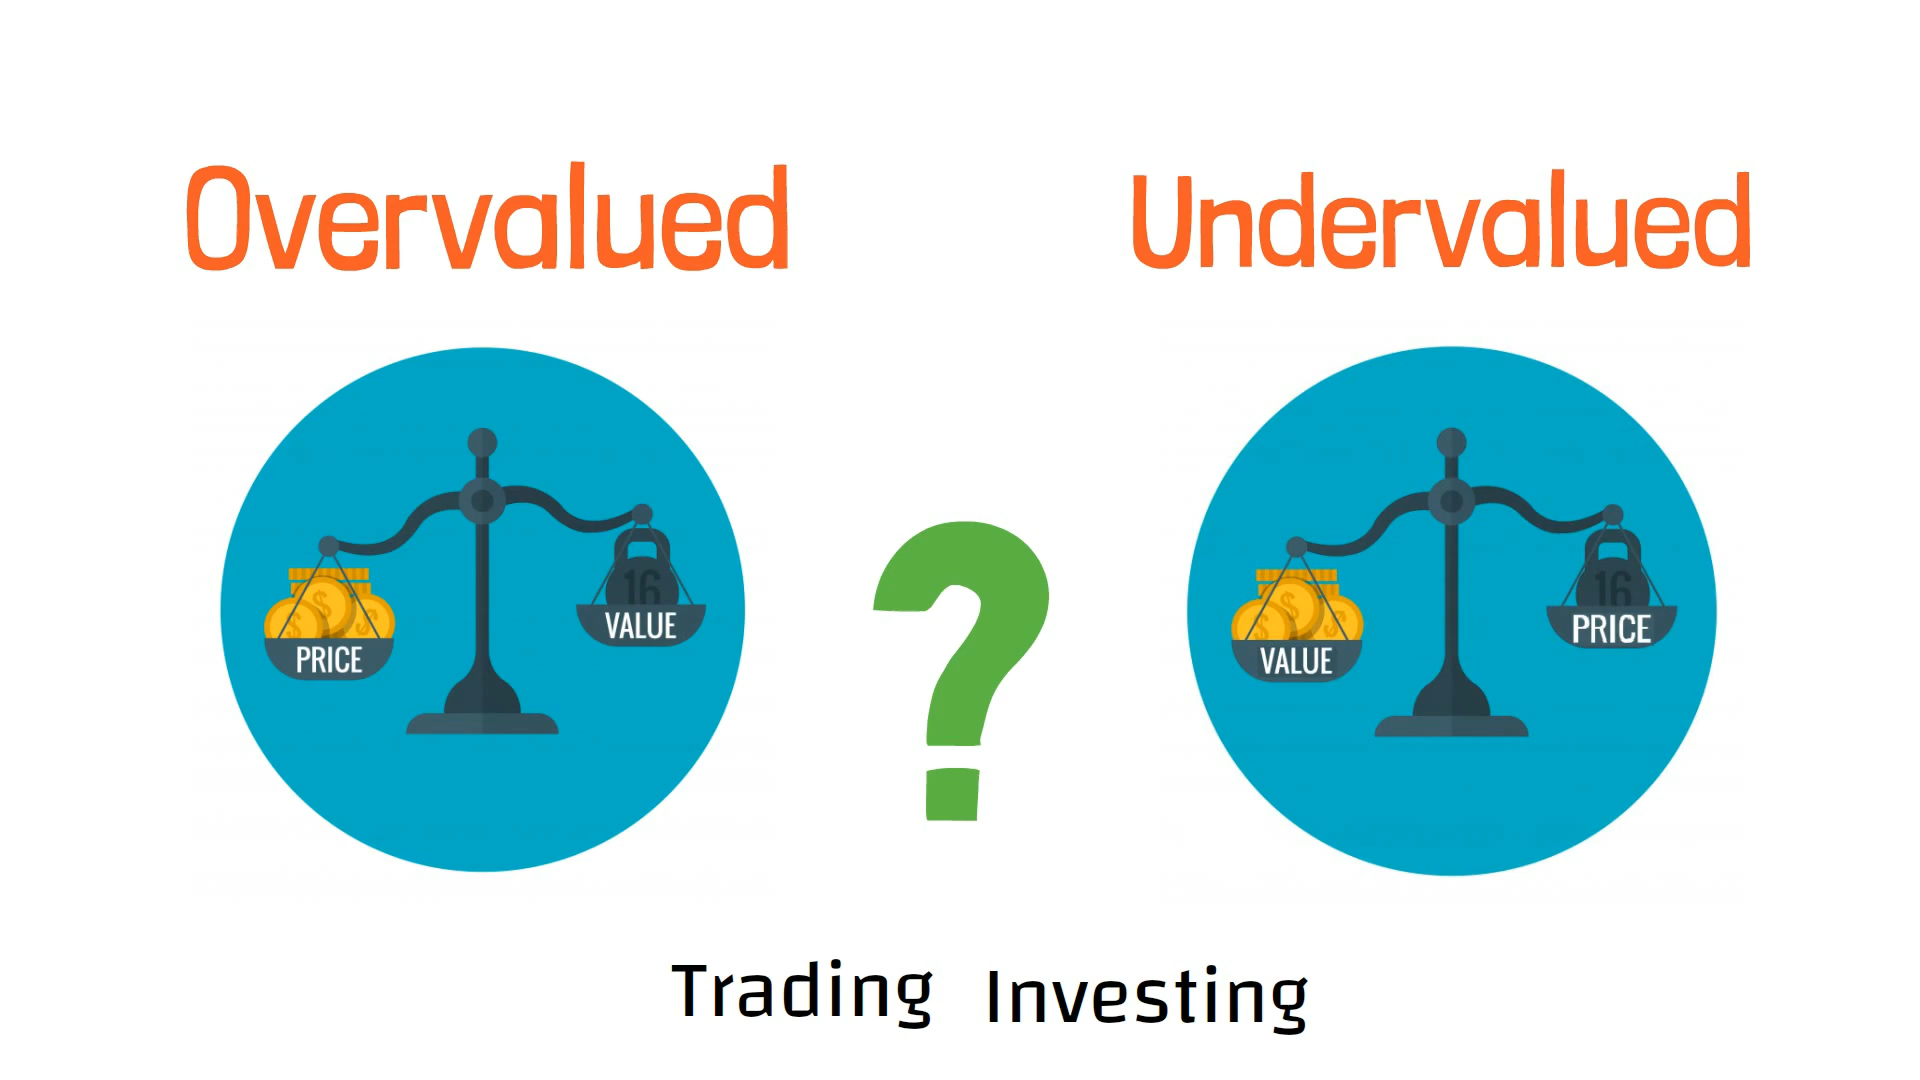 Overvalued
Undervalued
16
VALUE
PRICE
?
16
PRICE
VALUE
Trading Investing